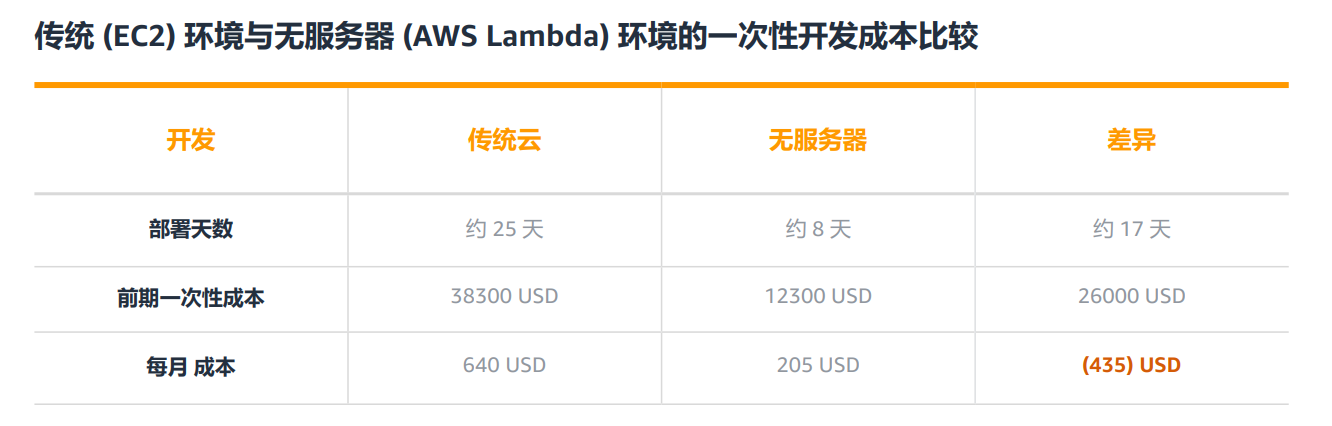 传统 (EC2) 环境与无服务器 (AWS Lambda) 环境的一次性开发成本比较
开发 传统云 无服务器 差异
部署天数 约 25 天 约 8 天 约 17 天
前期一次性成本 38300 USD 12300 USD 26000 USD
每月 成本 640 USD 205 USD (435) USD